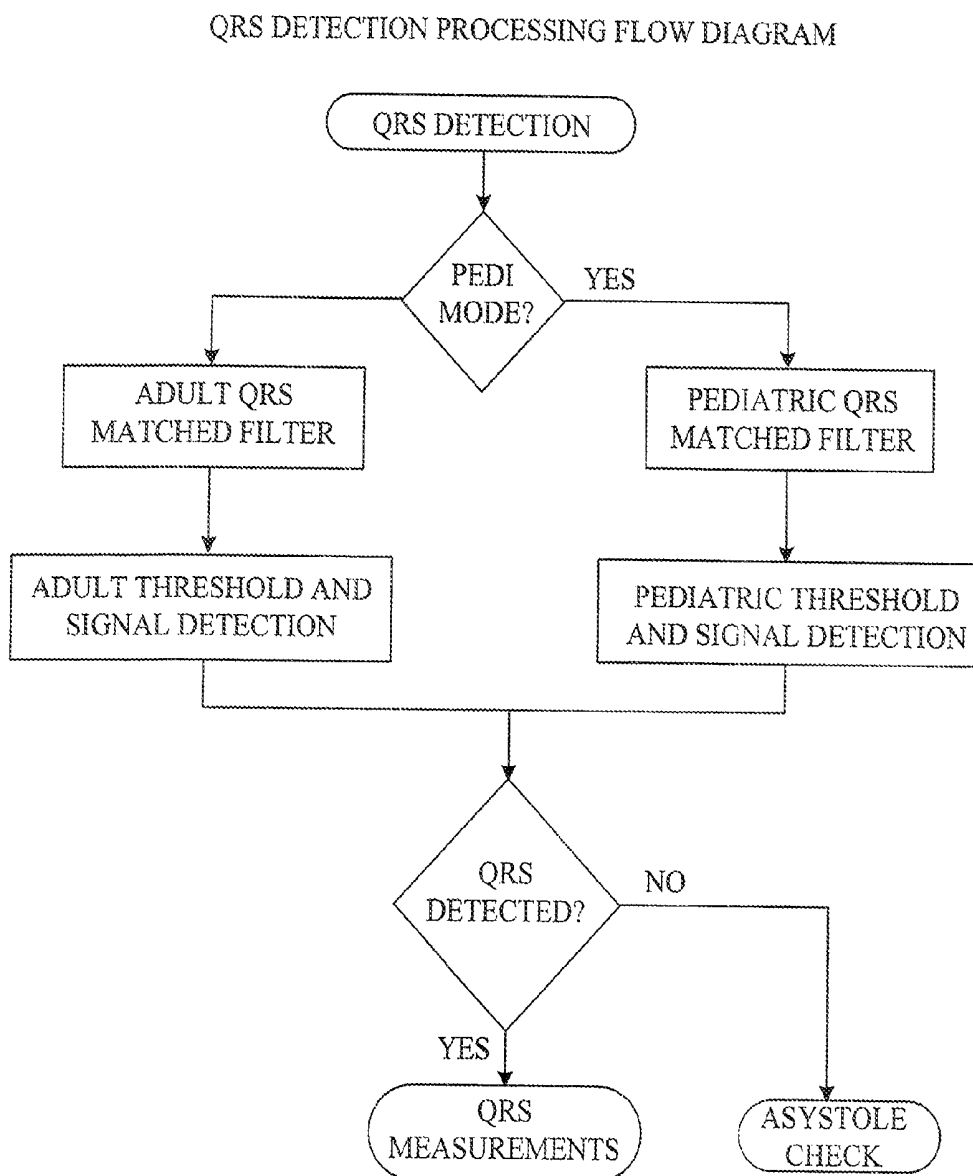 QRS DETECTION PROCESSING FLOW DIAGRAM
QRS DETECTION
PEDI
MODE?
YES
ADULT QRS
MATCHED FILTER
PEDIATRIC QRS
MATCHED FILTER
ADULT THRESHOLD AND
SIGNAL DETECTION
PEDIATRIC THRESHOLD
AND SIGNAL DETECTION
QRS
DETECTED?
NO
YES
QRS
MEASUREMENTS
ASYSTOLE
CHECK